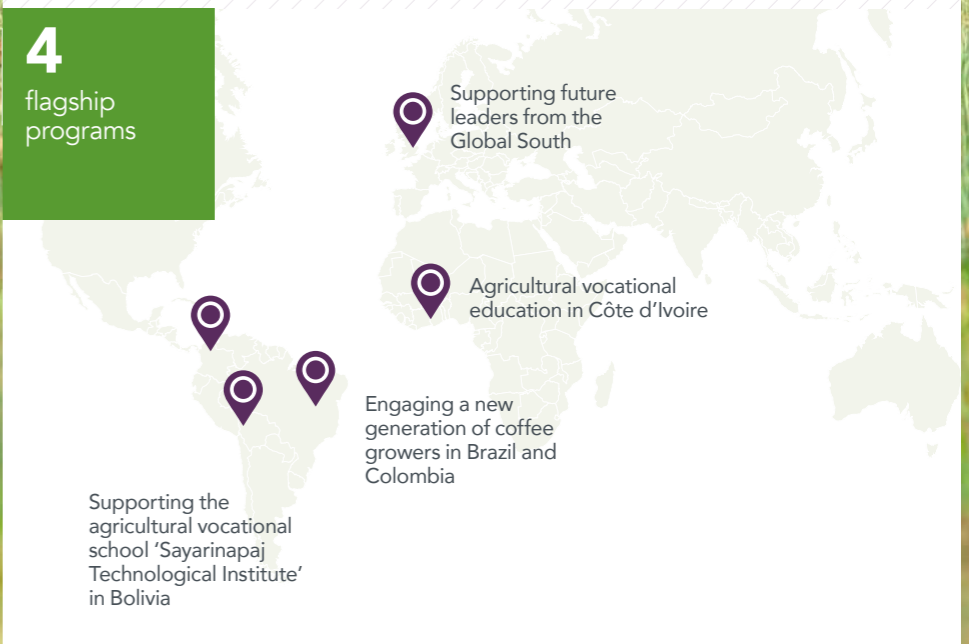 4
flagship
programs
Supporting future
leaders from the
Global South
Agricultural vocational
education in Côte d’Ivoire
Engaging a new
generation of coffee
growers in Brazil and
Colombia
Supporting the
agricultural vocational
school ‘Sayarinapaj
Technological Institute’
in Bolivia